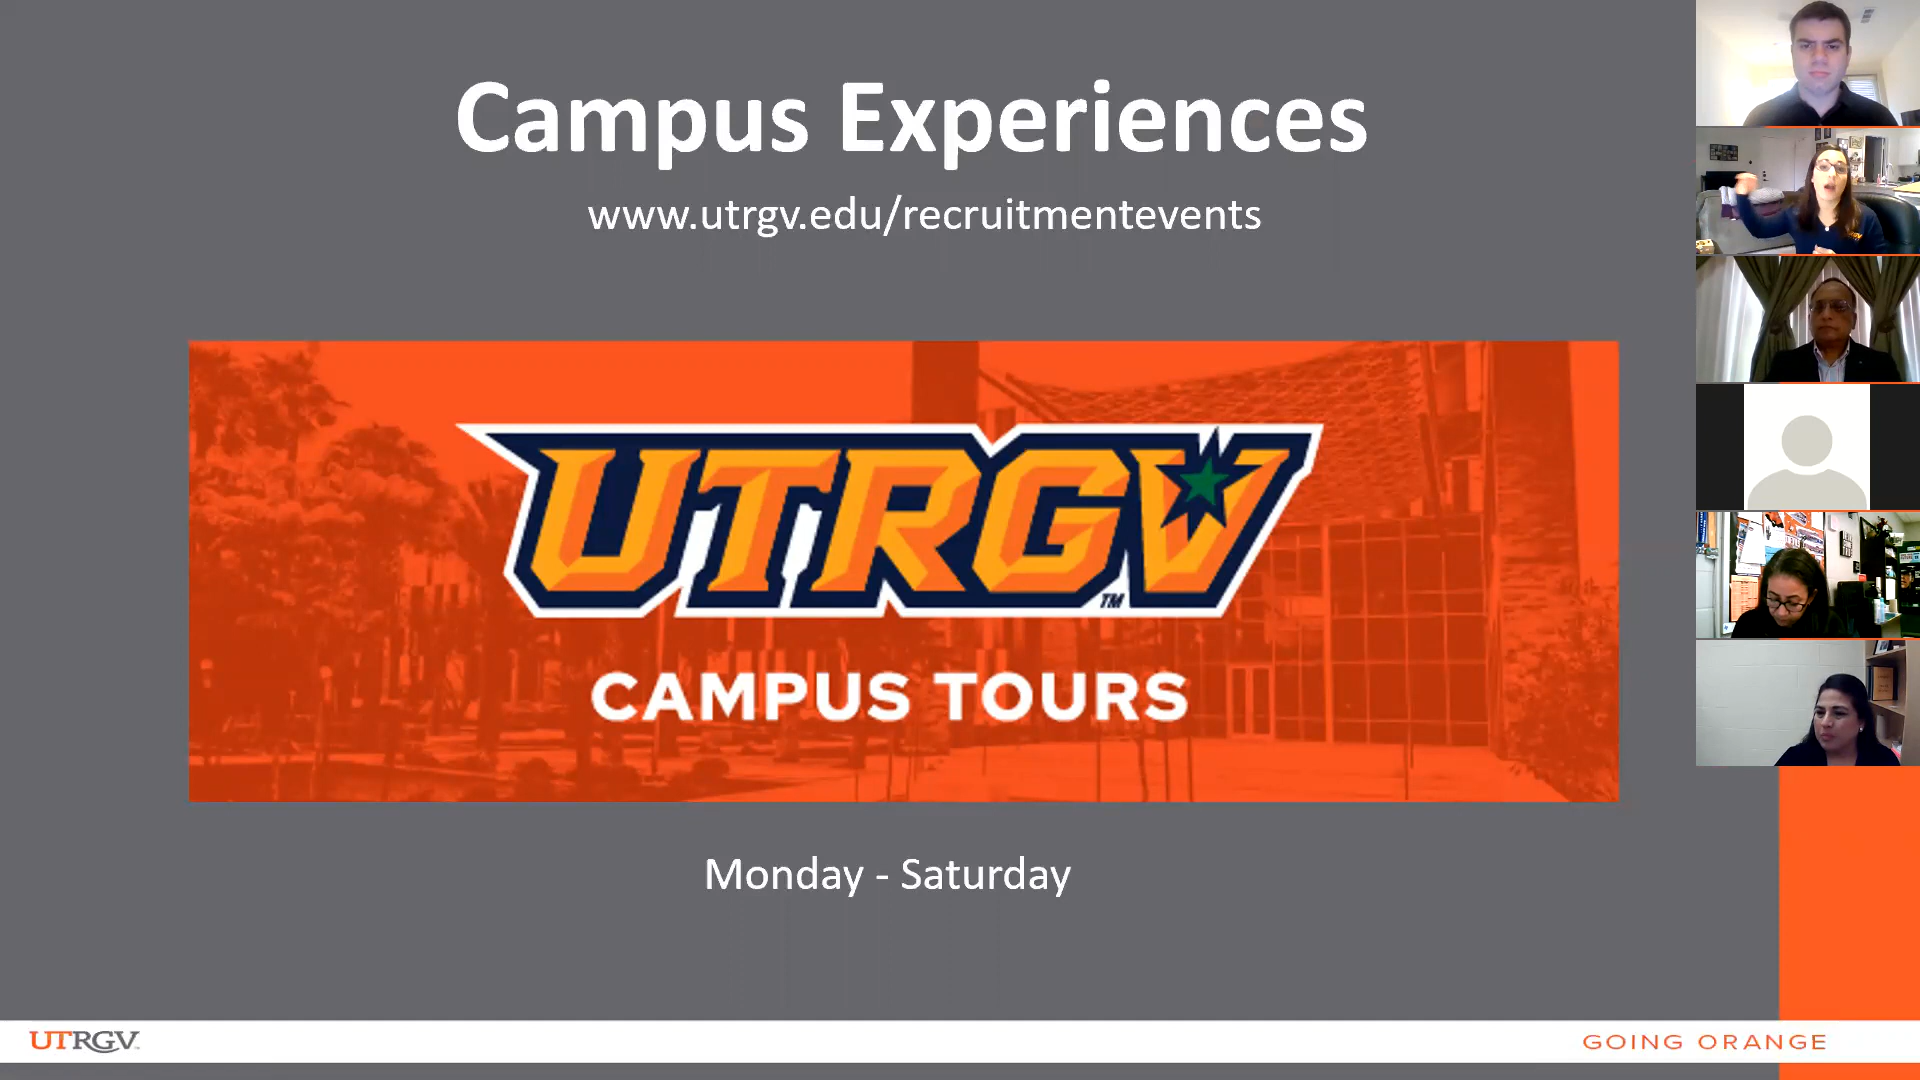 Campus Experiences
www.utrgv.edu/recruitmentevents
UTRGV
TM
CAMPUS TOURS
Monday - Saturday
UTRGV
GOING ORANGE